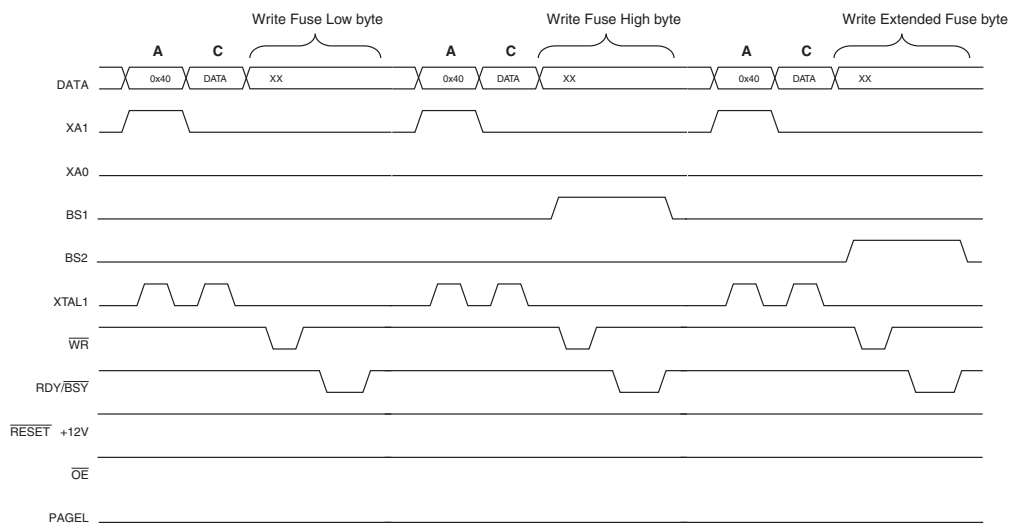 Write Fuse Low byte Write Fuse High byte Write Extended Fuse byte
A C A C A C
DATA 0x40 DATA XX 0x40 DATA XX 0x40 DATA XX
XA1
XA0
BS1
BS2
XTAL1
WR
RDY/BSY
RESET +12V
OE
PAGEL